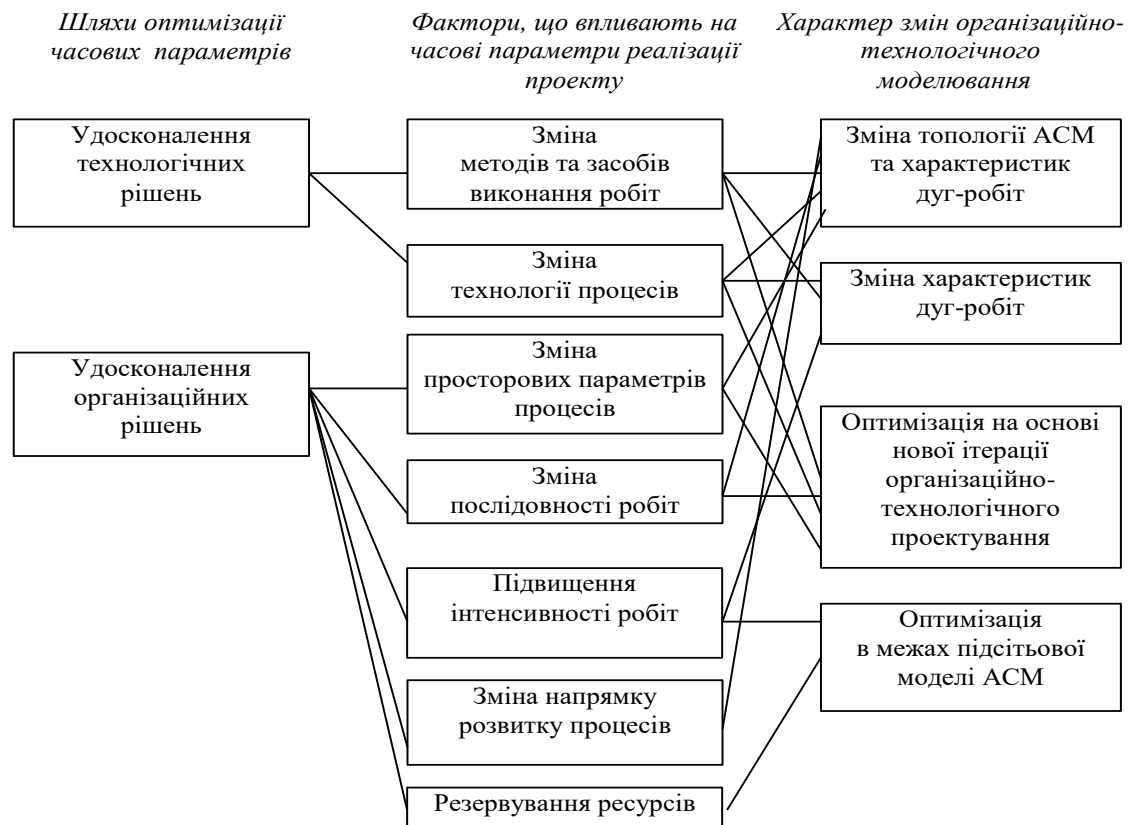 Шляхи оптимізації
часових параметрів
Фактори, що впливають на
часові параметри реалізації
проекту
Характер змін організаційно-
технологічного
моделювання
Удосконалення
технологічних
рішень
Удосконалення
організаційних
рішень
Зміна
методів та засобів
виконання робіт
Зміна
технології процесів
Зміна
просторових параметрів
процесів
Зміна
послідовності робіт
Підвищення
інтенсивності робіт
Зміна напрямку
розвитку процесів
Резервування ресурсів
Зміна топології АСМ
та характеристик
дуг-робіт
Зміна характеристик
дуг-робіт
Оптимізація на основі
нової ітерації
організаційно-
технологічного
проектування
Оптимізація
в межах підсітьової
моделі АСМ